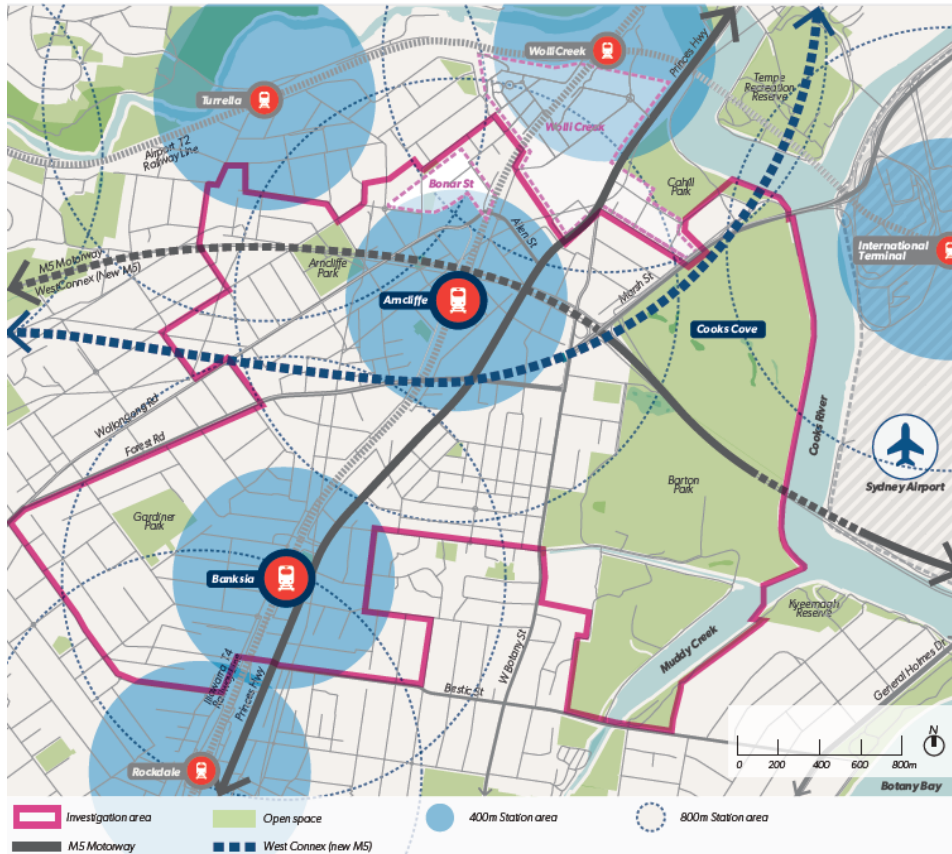 Wolli Creek
Princes Hwy
Tempe
Recreation
Reserve
Turrella
Airport T2
Railway Line
Wolli Creek
Bonar St
Cahill
Park
Allen St
International
Terminal
M5 Motorway
West Connex (New M5)
Arncliffe
Park
Arncliffe
Marsh St
Cooks Cove
Wollongong Rd
Forest Rd
Cooks River
Sydney Airport
Barton
Park
Gardiner
Park
Banksia
Kyeemagh
Reserve
Muddy Creek
W Botany St
Illawarra T4
Railway Line
Princes Hwy
Bestic St
General Holmes Dr
N
0 200 400 600 800m
Rockdale
Botany Bay
Investigation area
Open space
400m Station area
800m Station area
M5 Motorway
West Connex (new M5)